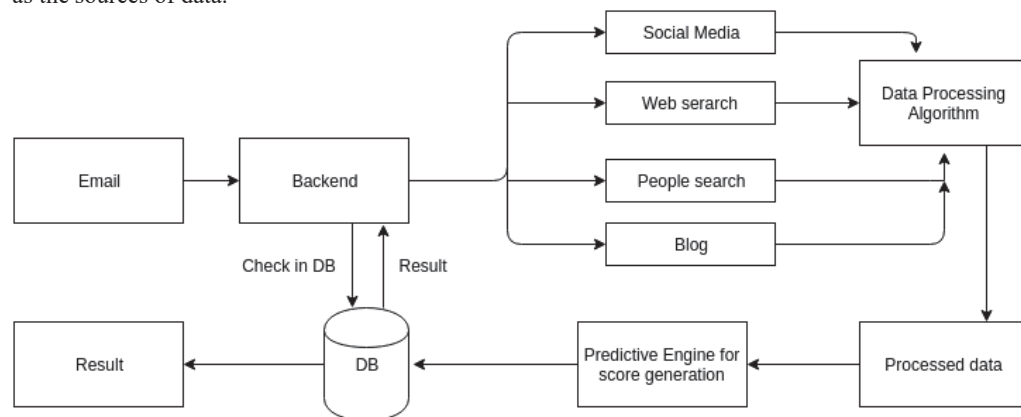 as the sources of data.
Social Media
Web serarch
Data Processing
Algorithm
Email
Backend
People search
Blog
Check in DB
Result
Result
DB
Predictive Engine for
score generation
Processed data